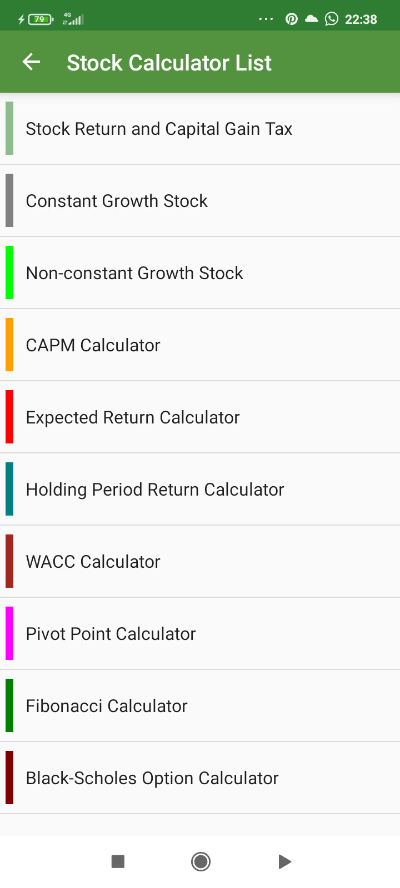 79 4G 22:38
Stock Calculator List
Stock Return and Capital Gain Tax
Constant Growth Stock
Non-constant Growth Stock
CAPM Calculator
Expected Return Calculator
Holding Period Return Calculator
WACC Calculator
Pivot Point Calculator
Fibonacci Calculator
Black-Scholes Option Calculator